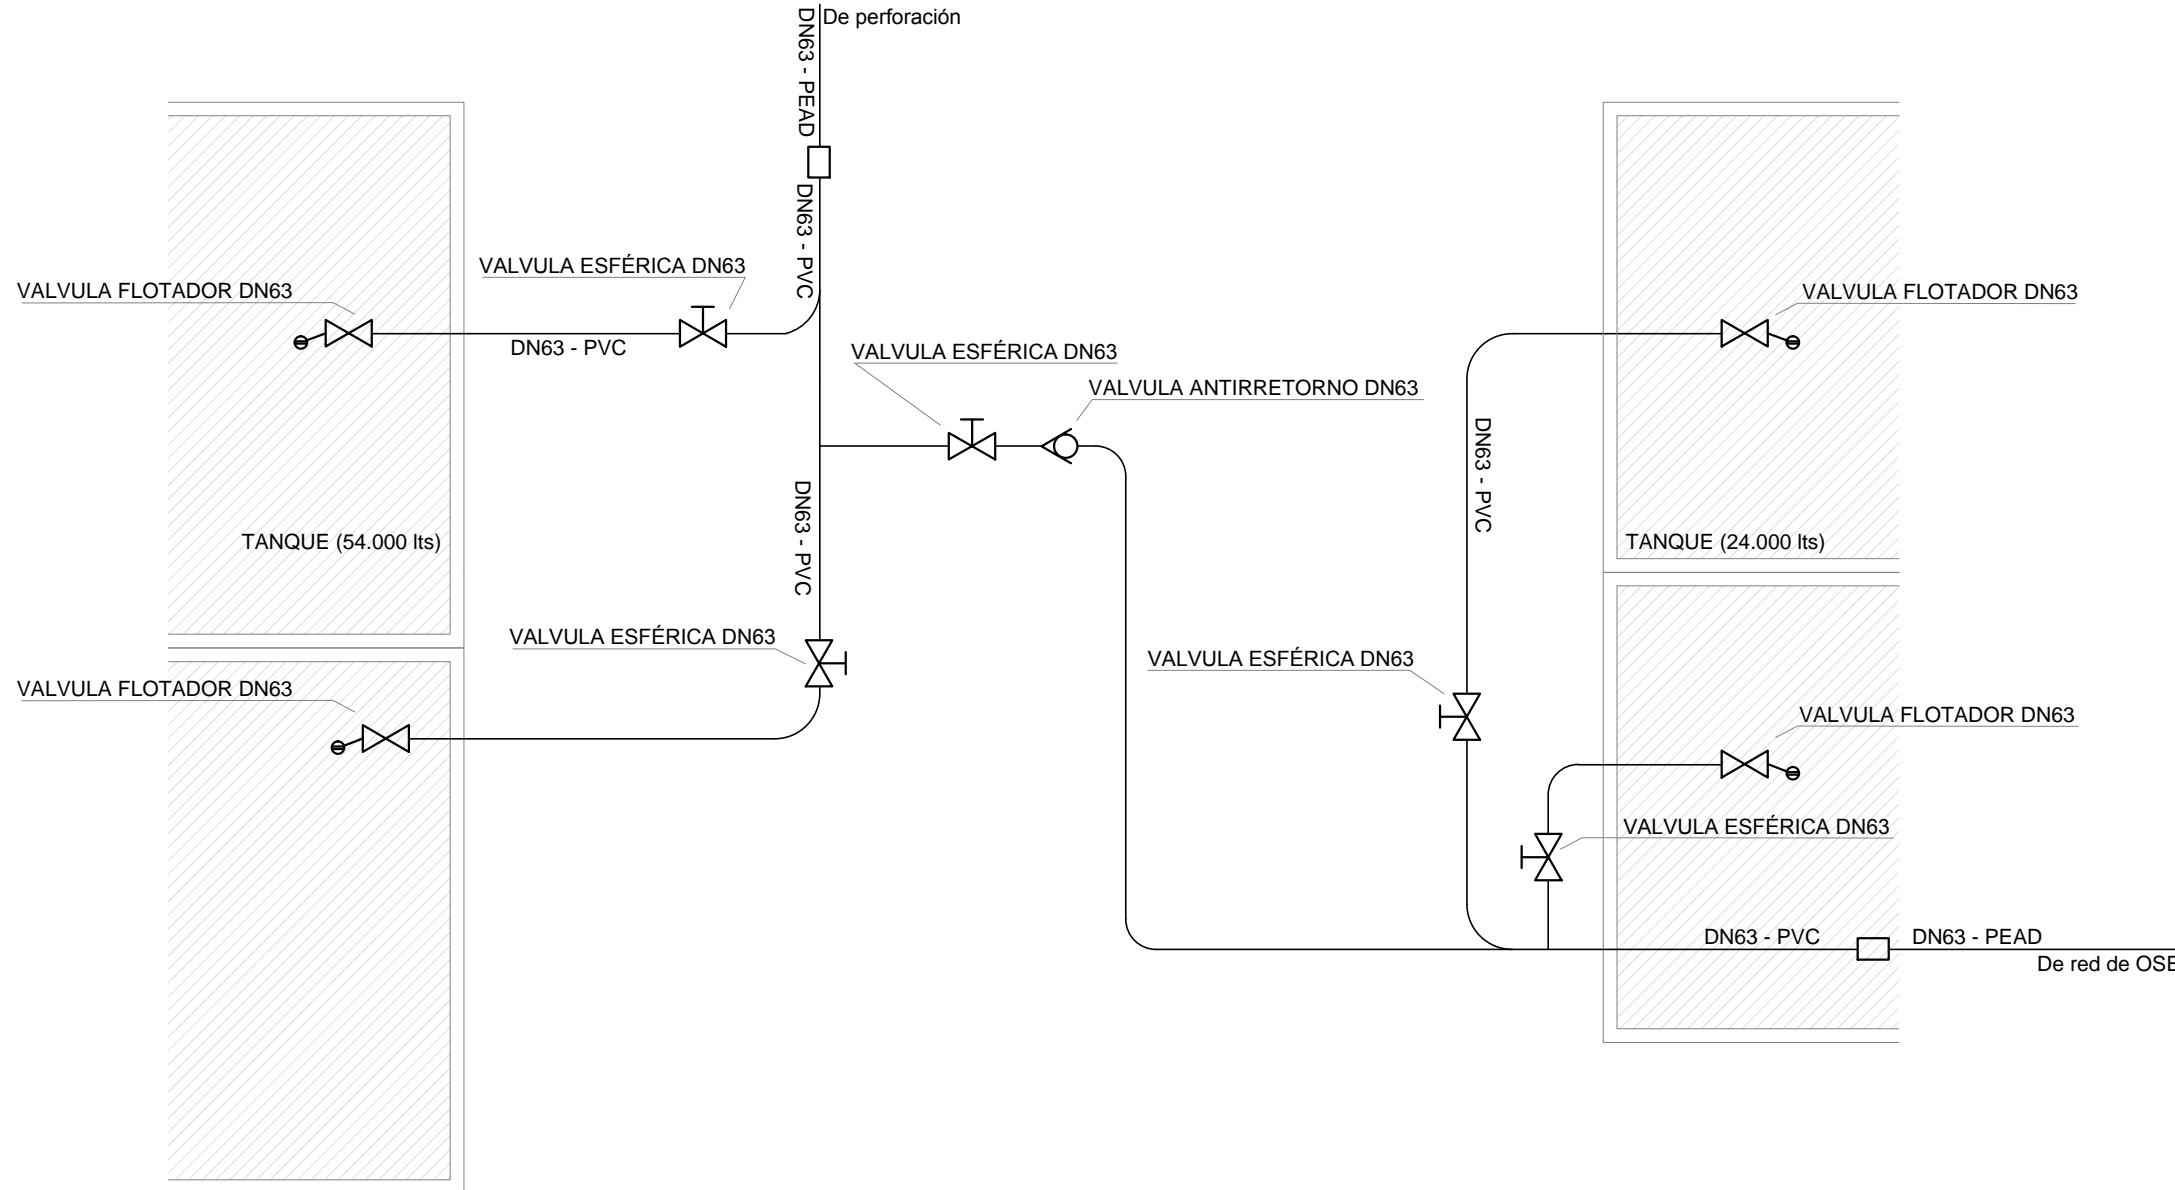 De perforación
DN63 - PEAD
DN63 - PVC
VALVULA ESFÉRICA DN63
VALVULA FLOTADOR DN63
DN63 - PVC
VALVULA FLOTADOR DN63
VALVULA ESFÉRICA DN63
VALVULA ANTIRRETORNO DN63
DN63 - PVC
DN63 - PVC
TANQUE (54.000 lts)
TANQUE (24.000 lts)
VALVULA ESFÉRICA DN63
VALVULA ESFÉRICA DN63
VALVULA FLOTADOR DN63
VALVULA FLOTADOR DN63
VALVULA ESFÉRICA DN63
DN63 - PVC
DN63 - PEAD
De red de OSE